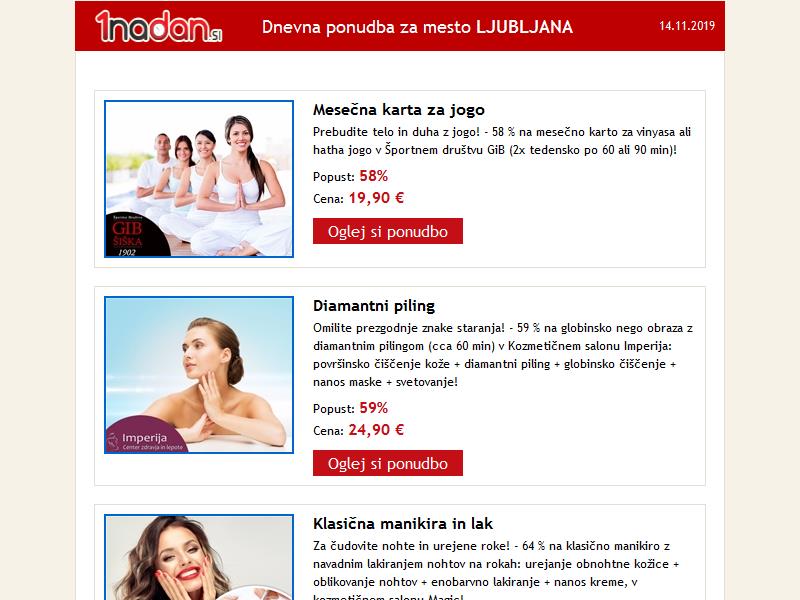 1nadan.si
Dnevna ponudba za mesto LJUBLJANA
14.11.2019
Mesečna karta za jogo
Prebudite telo in duha z jogo! - 58 % na mesečno karto za vinyasa ali
hatha jogo v Športnem društvu GiB (2x tedensko po 60 ali 90 min)!
Popust: 58%
Cena: 19,90 €
Oglej si ponudbo
Športno društvo
GIB
ŠIŠKA
1902
Diamantni piling
Omilite prezgodnje znake staranja! - 59 % na globinsko nego obraza z
diamantnim pilingom (cca 60 min) v Kozmetičnem salonu Imperija:
površinsko čiščenje kože + diamantni piling + globinsko čiščenje +
nanos maske + svetovanje!
Popust: 59%
Cena: 24,90 €
Oglej si ponudbo
Imperija
Center zdravja in lepote
Klasična manikira in lak
Za čudovite nohte in urejene roke! - 64 % na klasično manikiro z
navadnim lakiranjem nohtov na rokah: urejanje obnohtne kožice +
oblikovanje nohtov + enobarvno lakiranje + nanos kreme, v
kozmetičnem salonu Magic!